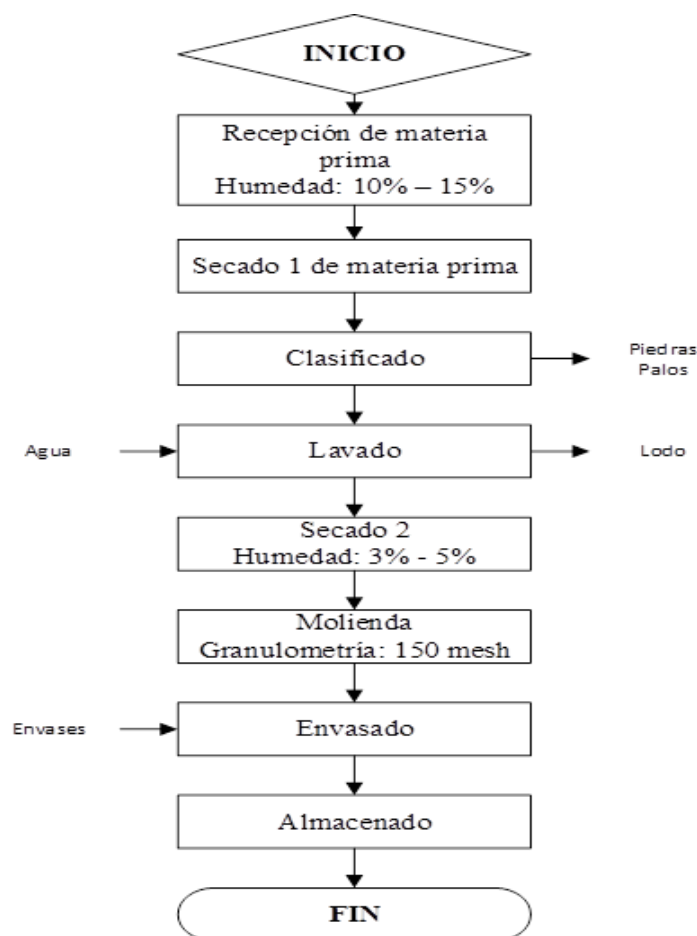 INICIO
Recepción de materia
prima
Humedad: 10% – 15%
Secado 1 de materia prima
Clasificado
Piedras
Palos
Agua
Lavado
Lodo
Secado 2
Humedad: 3% - 5%
Molienda
Granulometría: 150 mesh
Envases
Envasado
Almacenado
FIN